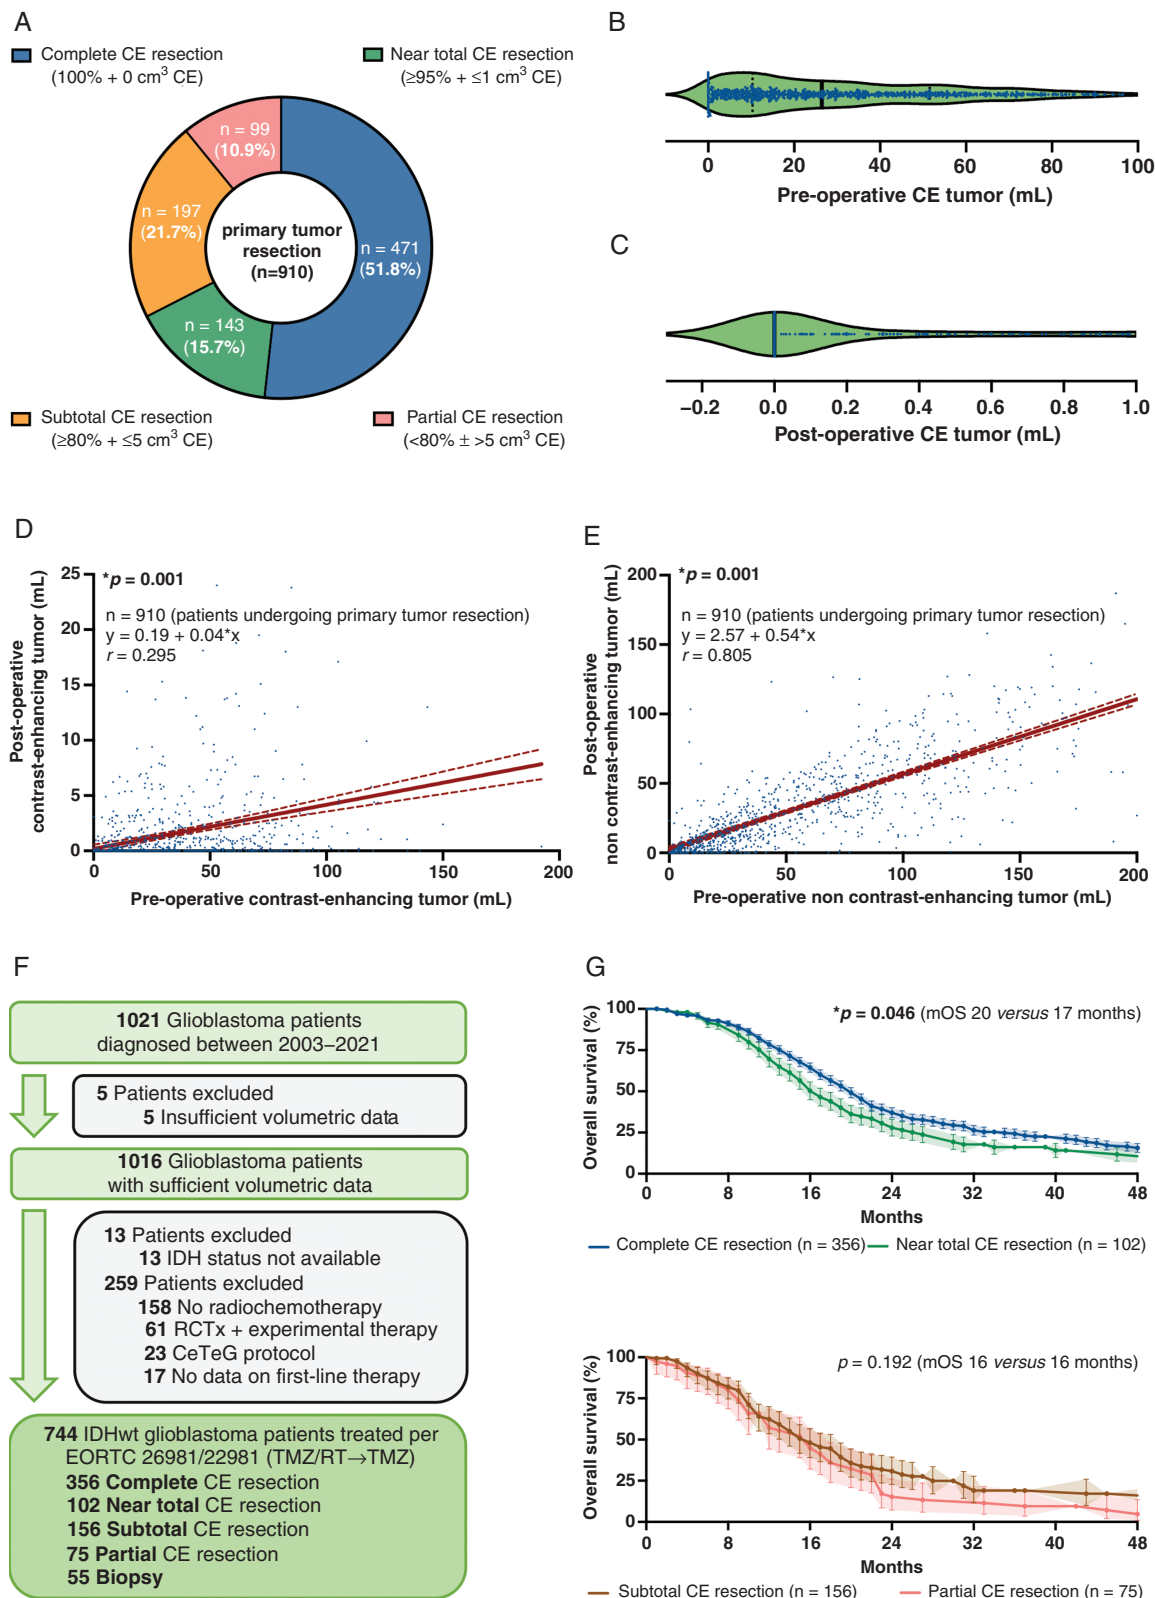 A
Complete CE resection
(100% + 0 cm³ CE)
Near total CE resection
(≥95% + ≤1 cm³ CE)
n = 99
(10.9%)
n = 197
(21.7%)
primary tumor
resection
(n=910)
n = 471
(51.8%)
n = 143
(15.7%)
Subtotal CE resection
(≥80% + ≤5 cm³ CE)
Partial CE resection
(<80% ± >5 cm³ CE)
B
0 20 40 60 80 100
Pre-operative CE tumor (mL)
C
−0.2 0.0 0.2 0.4 0.6 0.8 1.0
Post-operative CE tumor (mL)
D
*p = 0.001
n = 910 (patients undergoing primary tumor resection)
y = 0.19 + 0.04*x
r = 0.295
Post-operative
contrast-enhancing tumor (mL)
25
20
15
10
5
0
0 50 100 150 200
Pre-operative contrast-enhancing tumor (mL)
E
*p = 0.001
n = 910 (patients undergoing primary tumor resection)
y = 2.57 + 0.54*x
r = 0.805
Post-operative
non contrast-enhancing tumor (mL)
200
150
100
50
0
0 50 100 150 200
Pre-operative non contrast-enhancing tumor (mL)
F
1021 Glioblastoma patients
diagnosed between 2003–2021
5 Patients excluded
5 Insufficient volumetric data
1016 Glioblastoma patients
with sufficient volumetric data
13 Patients excluded
13 IDH status not available
259 Patients excluded
158 No radiochemotherapy
61 RCTx + experimental therapy
23 CeTeG protocol
17 No data on first-line therapy
744 IDHwt glioblastoma patients treated per
EORTC 26981/22981 (TMZ/RT→TMZ)
356 Complete CE resection
102 Near total CE resection
156 Subtotal CE resection
75 Partial CE resection
55 Biopsy
G
*p = 0.046 (mOS 20 versus 17 months)
Overall survival (%)
100
75
50
25
0
0 8 16 24 32 40 48
Months
Complete CE resection (n = 356)
Near total CE resection (n = 102)
p = 0.192 (mOS 16 versus 16 months)
Overall survival (%)
100
75
50
25
0
0 8 16 24 32 40 48
Months
Subtotal CE resection (n = 156)
Partial CE resection (n = 75)